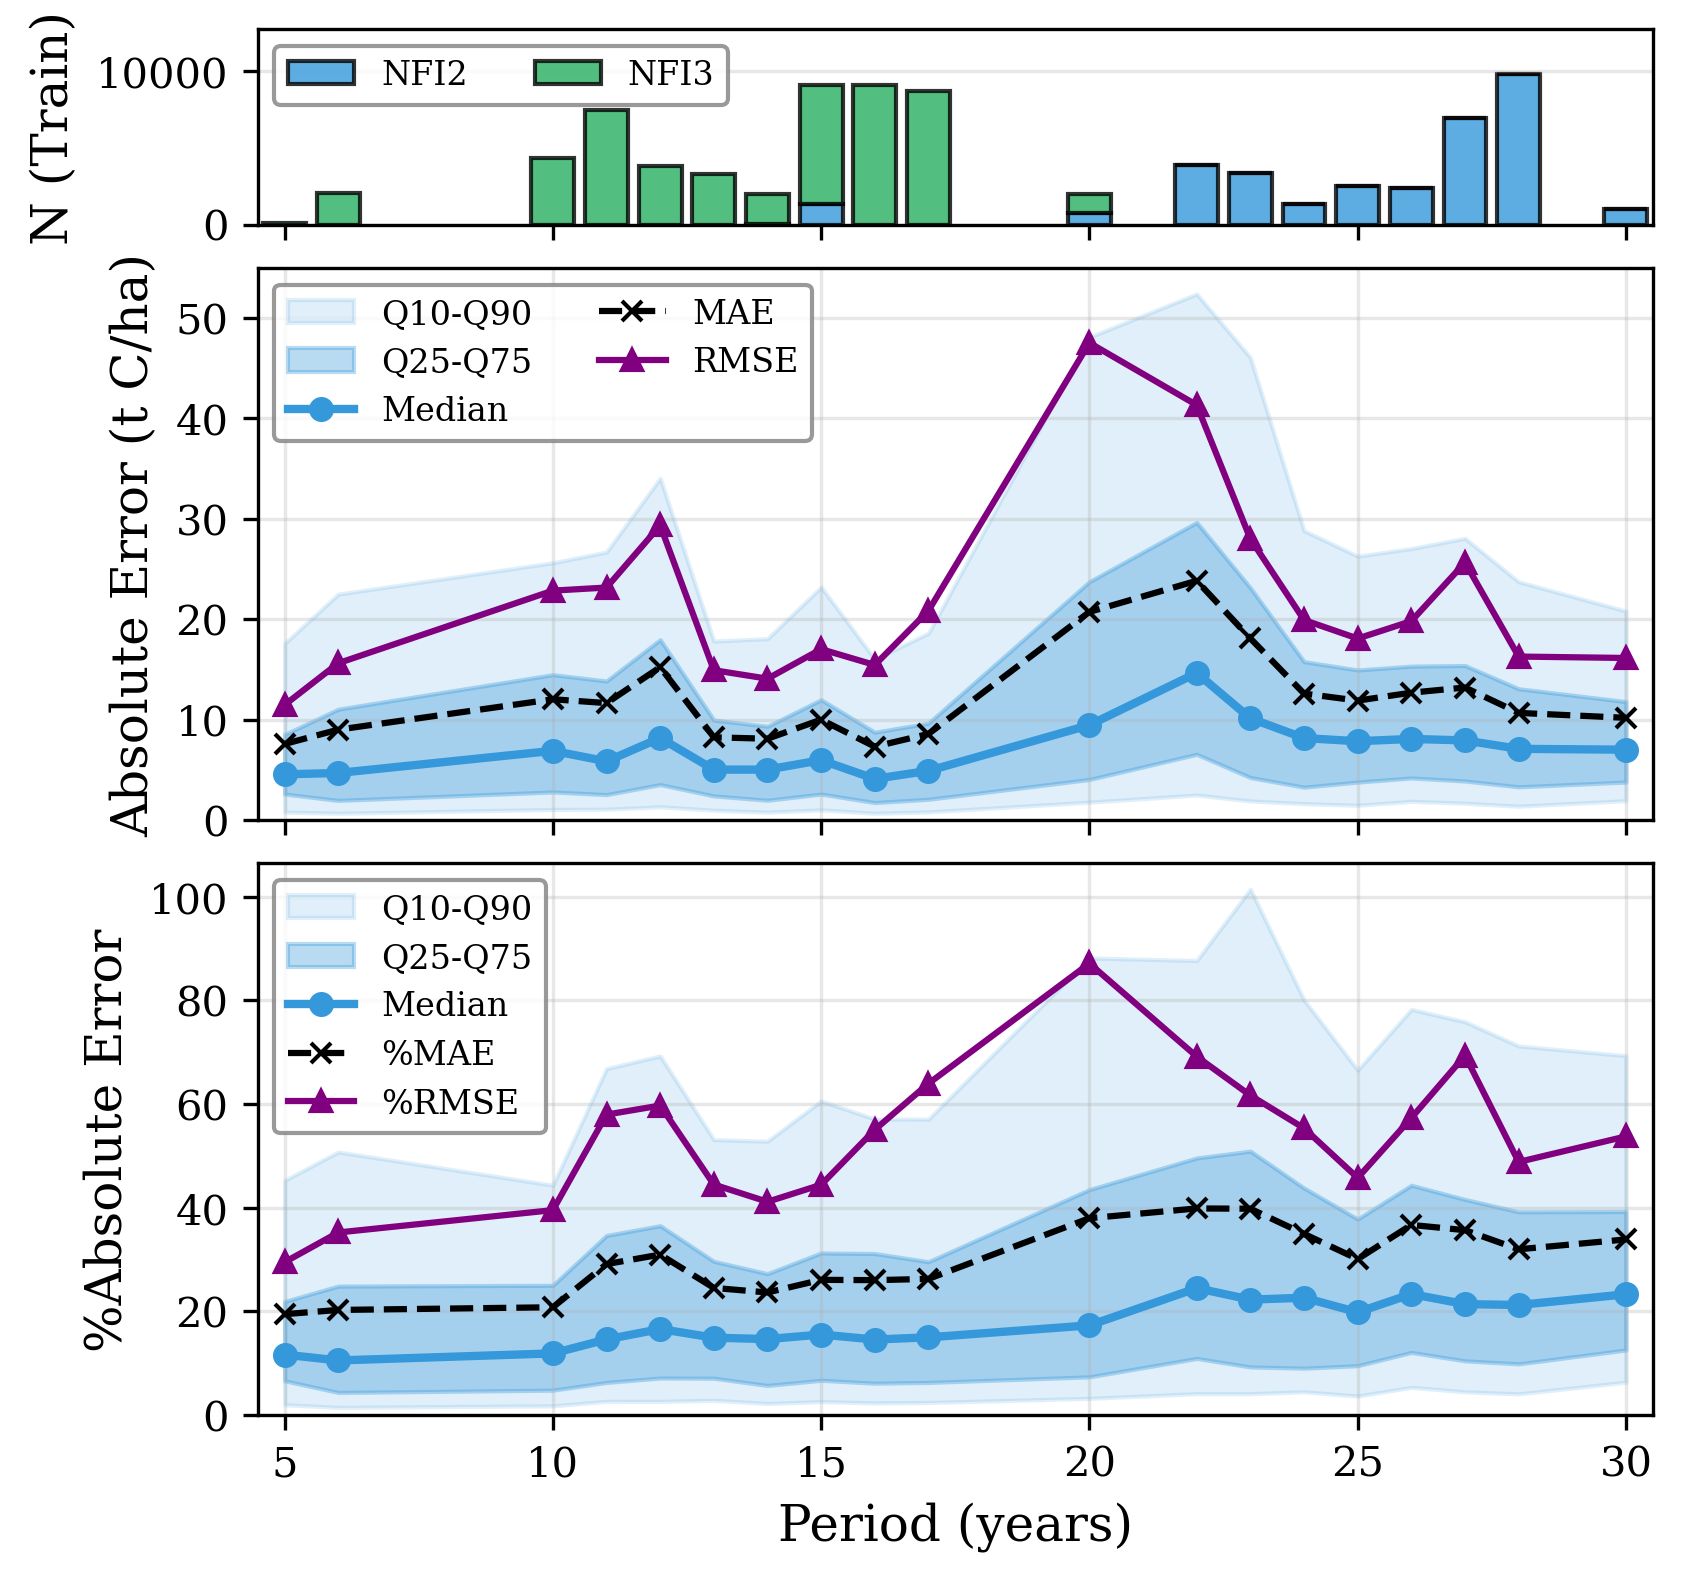 N (Train)
10000
0
NFI2 NFI3
Absolute Error (t C/ha)
50
40
30
20
10
0
Q10-Q90 MAE
Q25-Q75 RMSE
Median
%Absolute Error
100
80
60
40
20
0
Q10-Q90
Q25-Q75
Median
%MAE
%RMSE
5 10 15 20 25 30
Period (years)